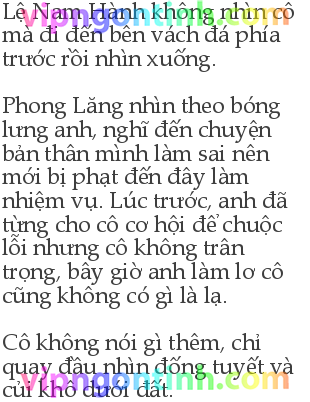 Lê Nam Hành không nhìn cô
mà đi đến bên vách đá phía
trước rồi nhìn xuống.
Phong Lăng nhìn theo bóng
lưng anh, nghĩ đến chuyện
bản thân mình làm sai nên
mới bị phạt đến đây làm
nhiệm vụ. Lúc trước, anh đã
từng cho cô cơ hội để chuộc
lỗi nhưng cô không trân
trọng, bây giờ anh làm lơ cô
cũng không có gì là lạ.
Cô không nói gì thêm, chỉ
quay đầu nhìn đống tuyết và
củi khô dưới đất.
vipngontinh.com
vipngontinh.com